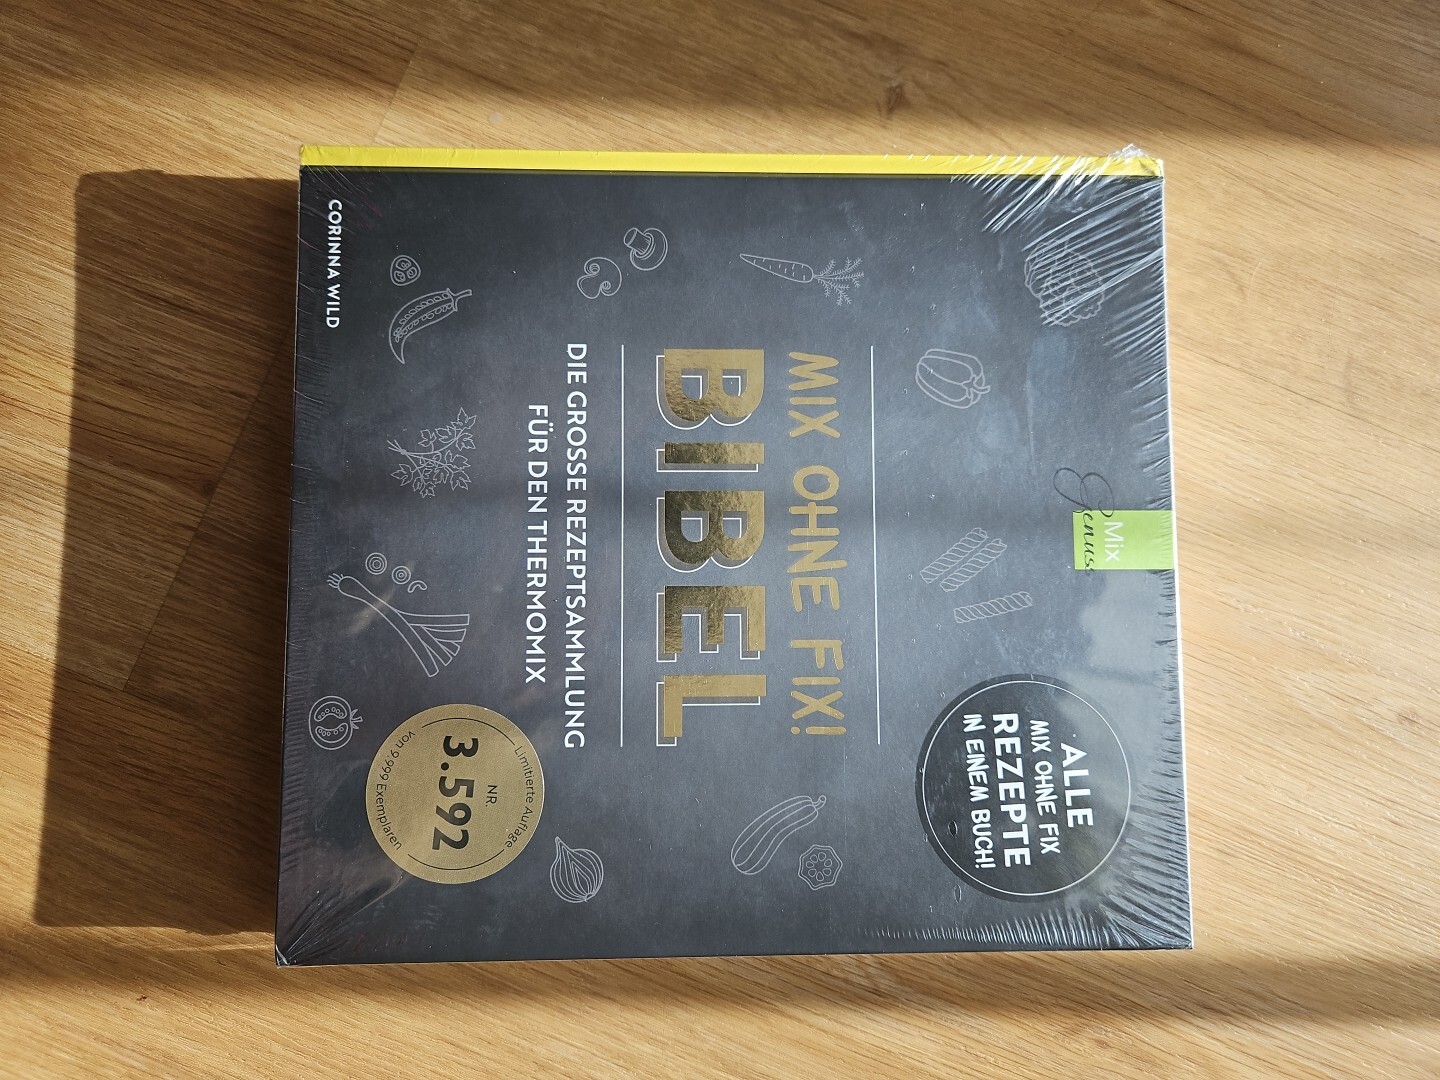 Mix
Genuss
ALLE
MIX OHNE FIX
REZEPTE
IN EINEM BUCH!
MIX OHNE FIX!
BIBEL
DIE GROSSE REZEPTSAMMLUNG
FÜR DEN THERMOMIX
Limitierte Auflage
NR.
3.592
von 9.999 Exemplaren
CORINNA WILD